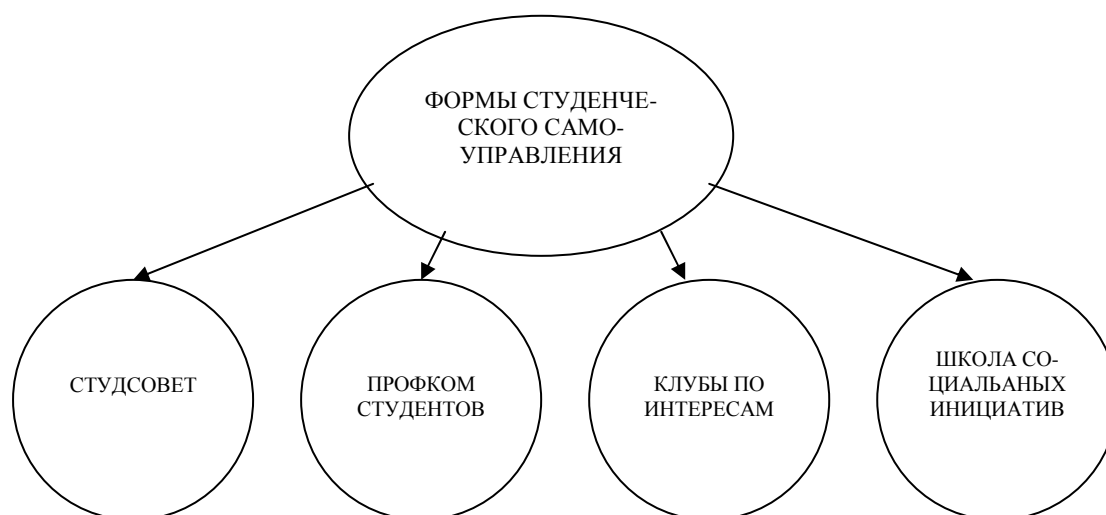 ФОРМЫ СТУДЕНЧЕ-
СКОГО САМО-
УПРАВЛЕНИЯ
СТУДСОВЕТ
ПРОФКОМ
СТУДЕНТОВ
КЛУБЫ ПО
ИНТЕРЕСАМ
ШКОЛА СО-
ЦИАЛЬАНЫХ
ИНИЦИАТИВ